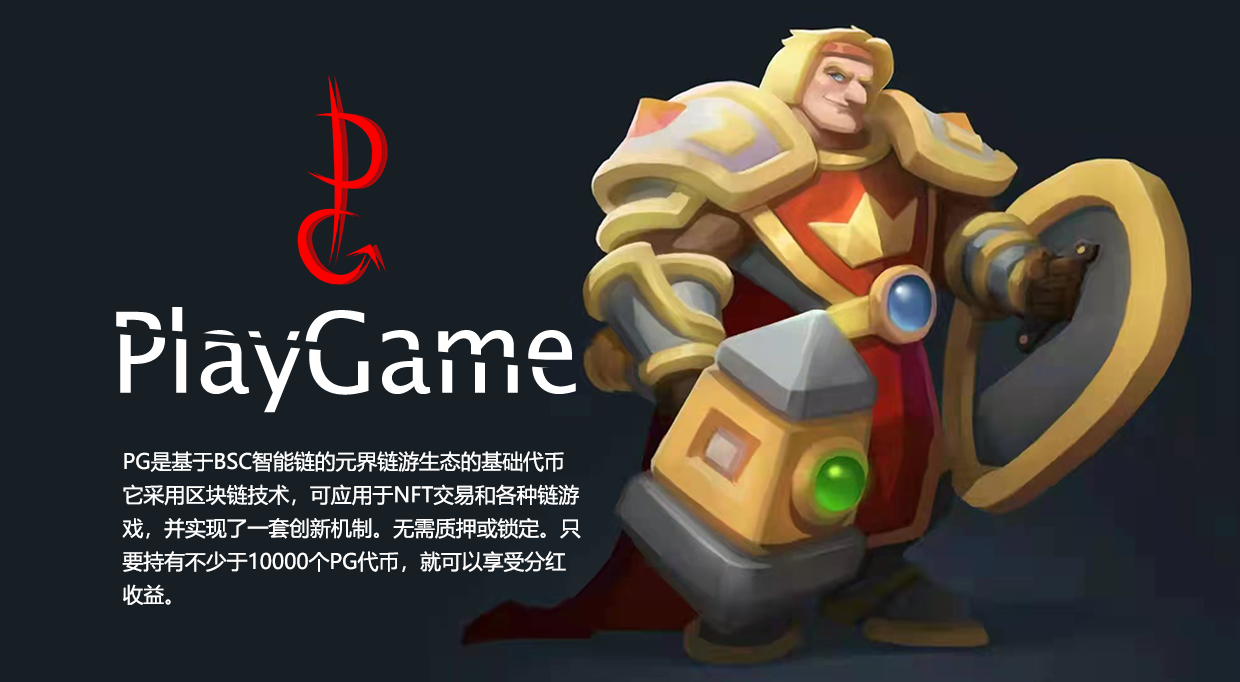 PG
PlayGame
PG是基于BSC智能链的元界链游生态的基础代币
它采用区块链技术，可应用于NFT交易和各种链游
戏，并实现了一套创新机制。无需质押或锁定。只
要持有不少于10000个PG代币，就可以享受分红
收益。